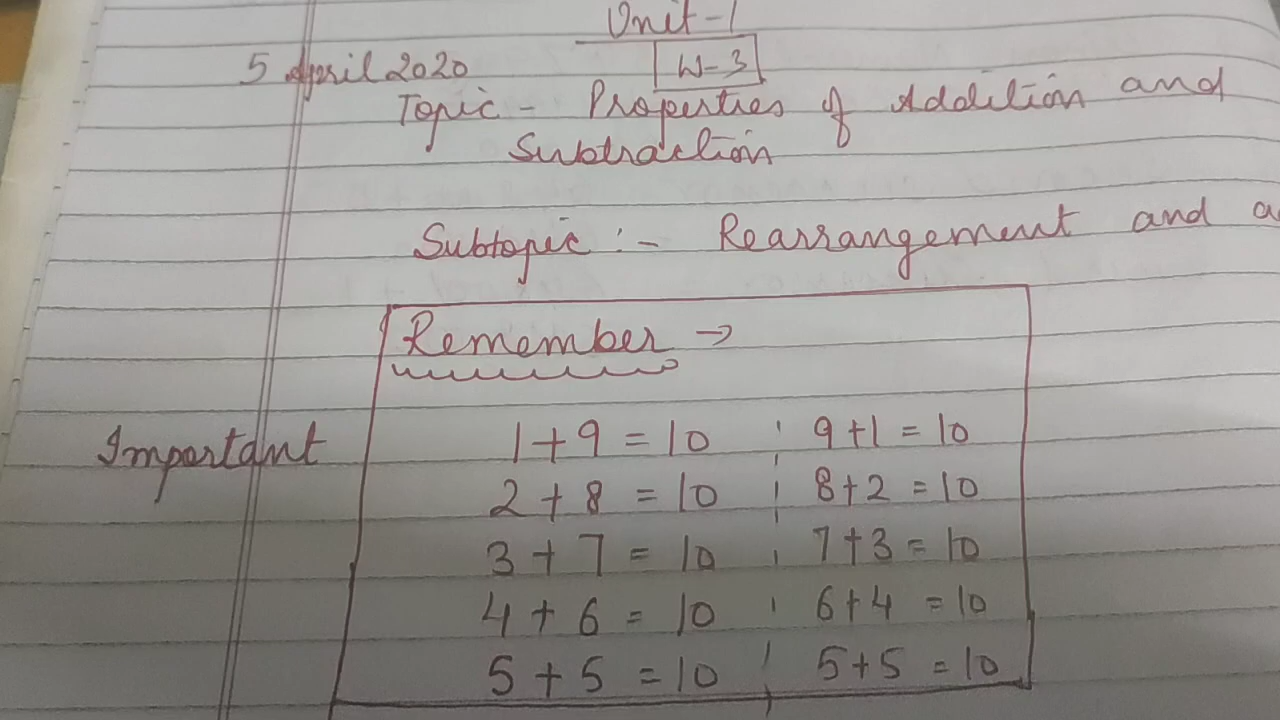 Unit-1
W-3
5 April 2020
Topic - Properties of Addition and
Subtraction
Subtopic :- Rearrangement and
Remember →
Important
1+9=10 ; 9+1=10
2+8=10 ; 8+2=10
3+7=10 ; 7+3=10
4+6=10 ; 6+4=10
5+5=10 ; 5+5=10